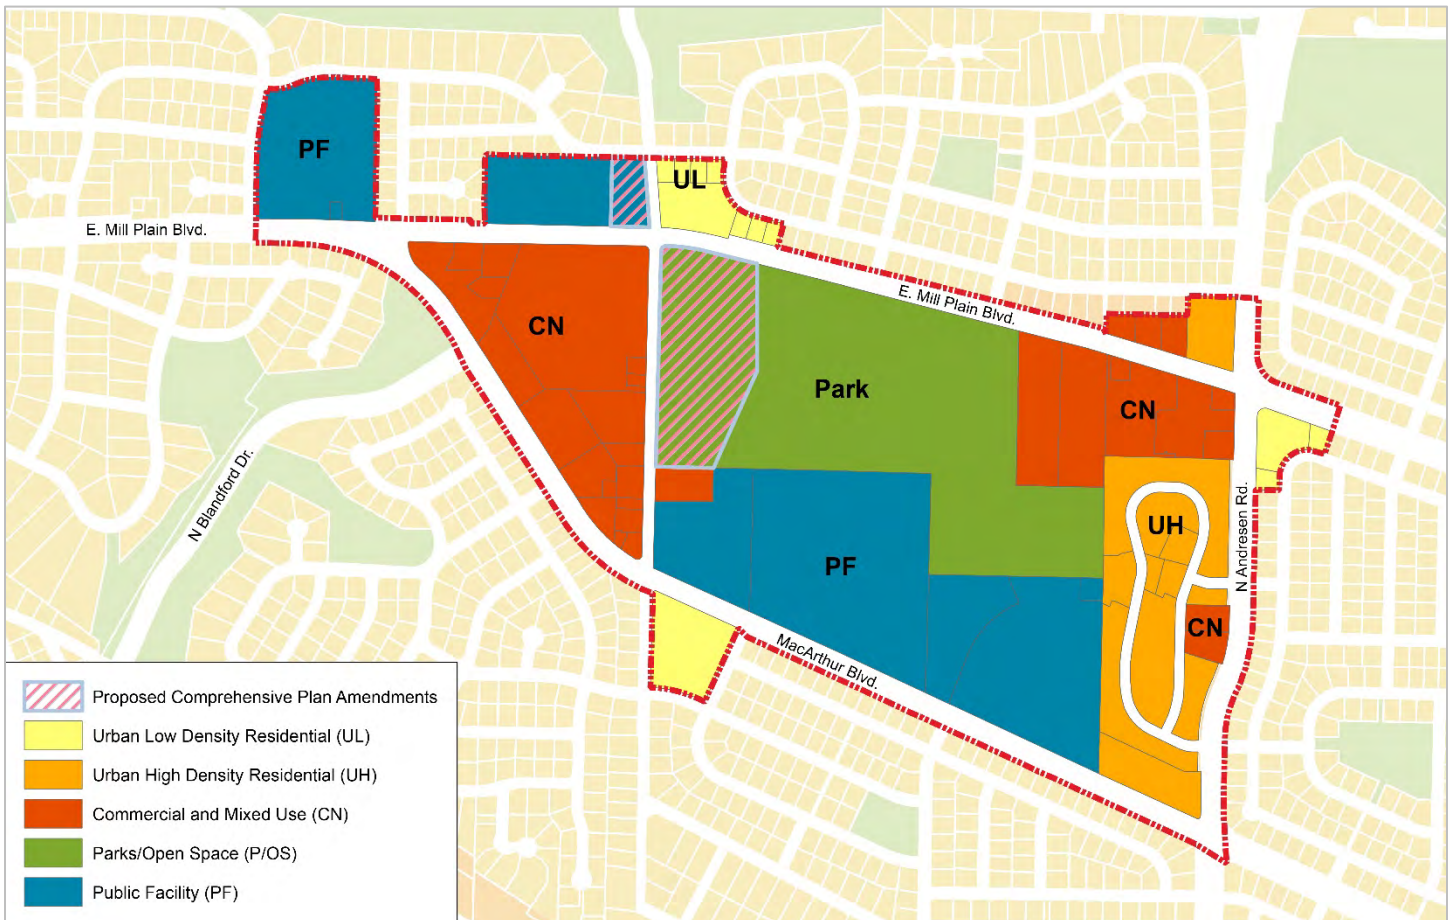 PF
UL
E. Mill Plain Blvd.
E. Mill Plain Blvd.
CN
Park
CN
N Blandford Dr.
UH
N Andresen Rd.
PF
CN
MacArthur Blvd.
Proposed Comprehensive Plan Amendments
Urban Low Density Residential (UL)
Urban High Density Residential (UH)
Commercial and Mixed Use (CN)
Parks/Open Space (P/OS)
Public Facility (PF)